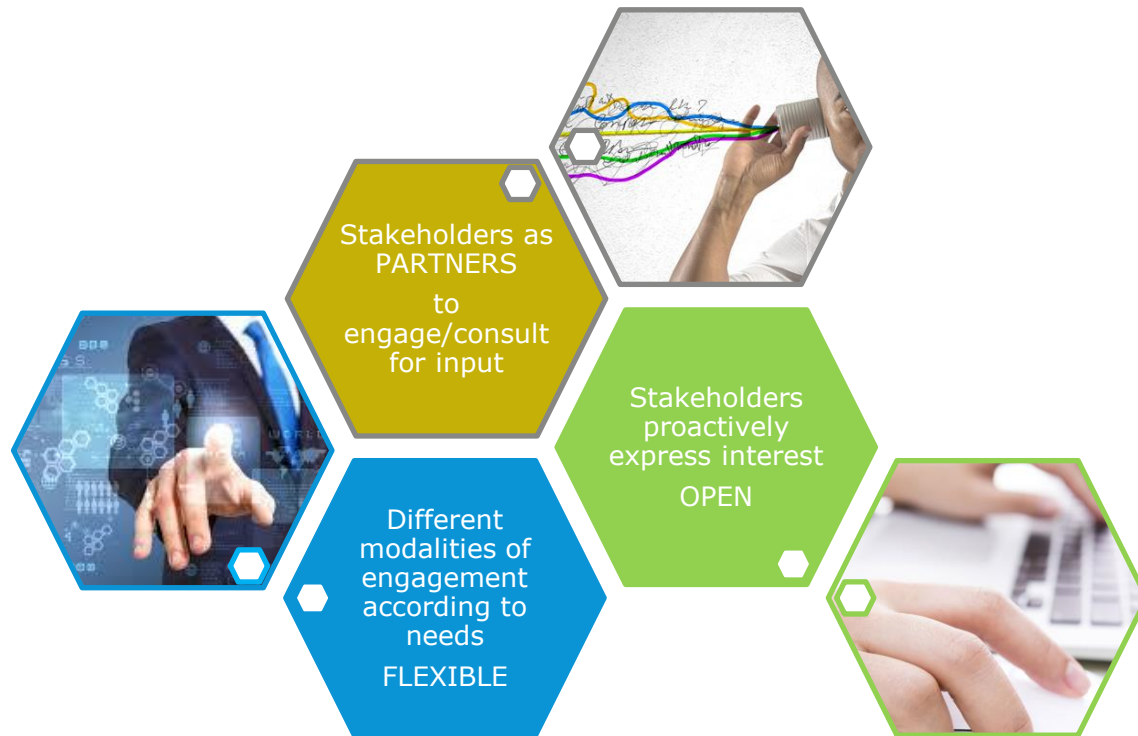 Stakeholders as
PARTNERS
to
engage/consult
for input
Stakeholders
proactively
express interest
OPEN
Different
modalities of
engagement
according to
needs
FLEXIBLE